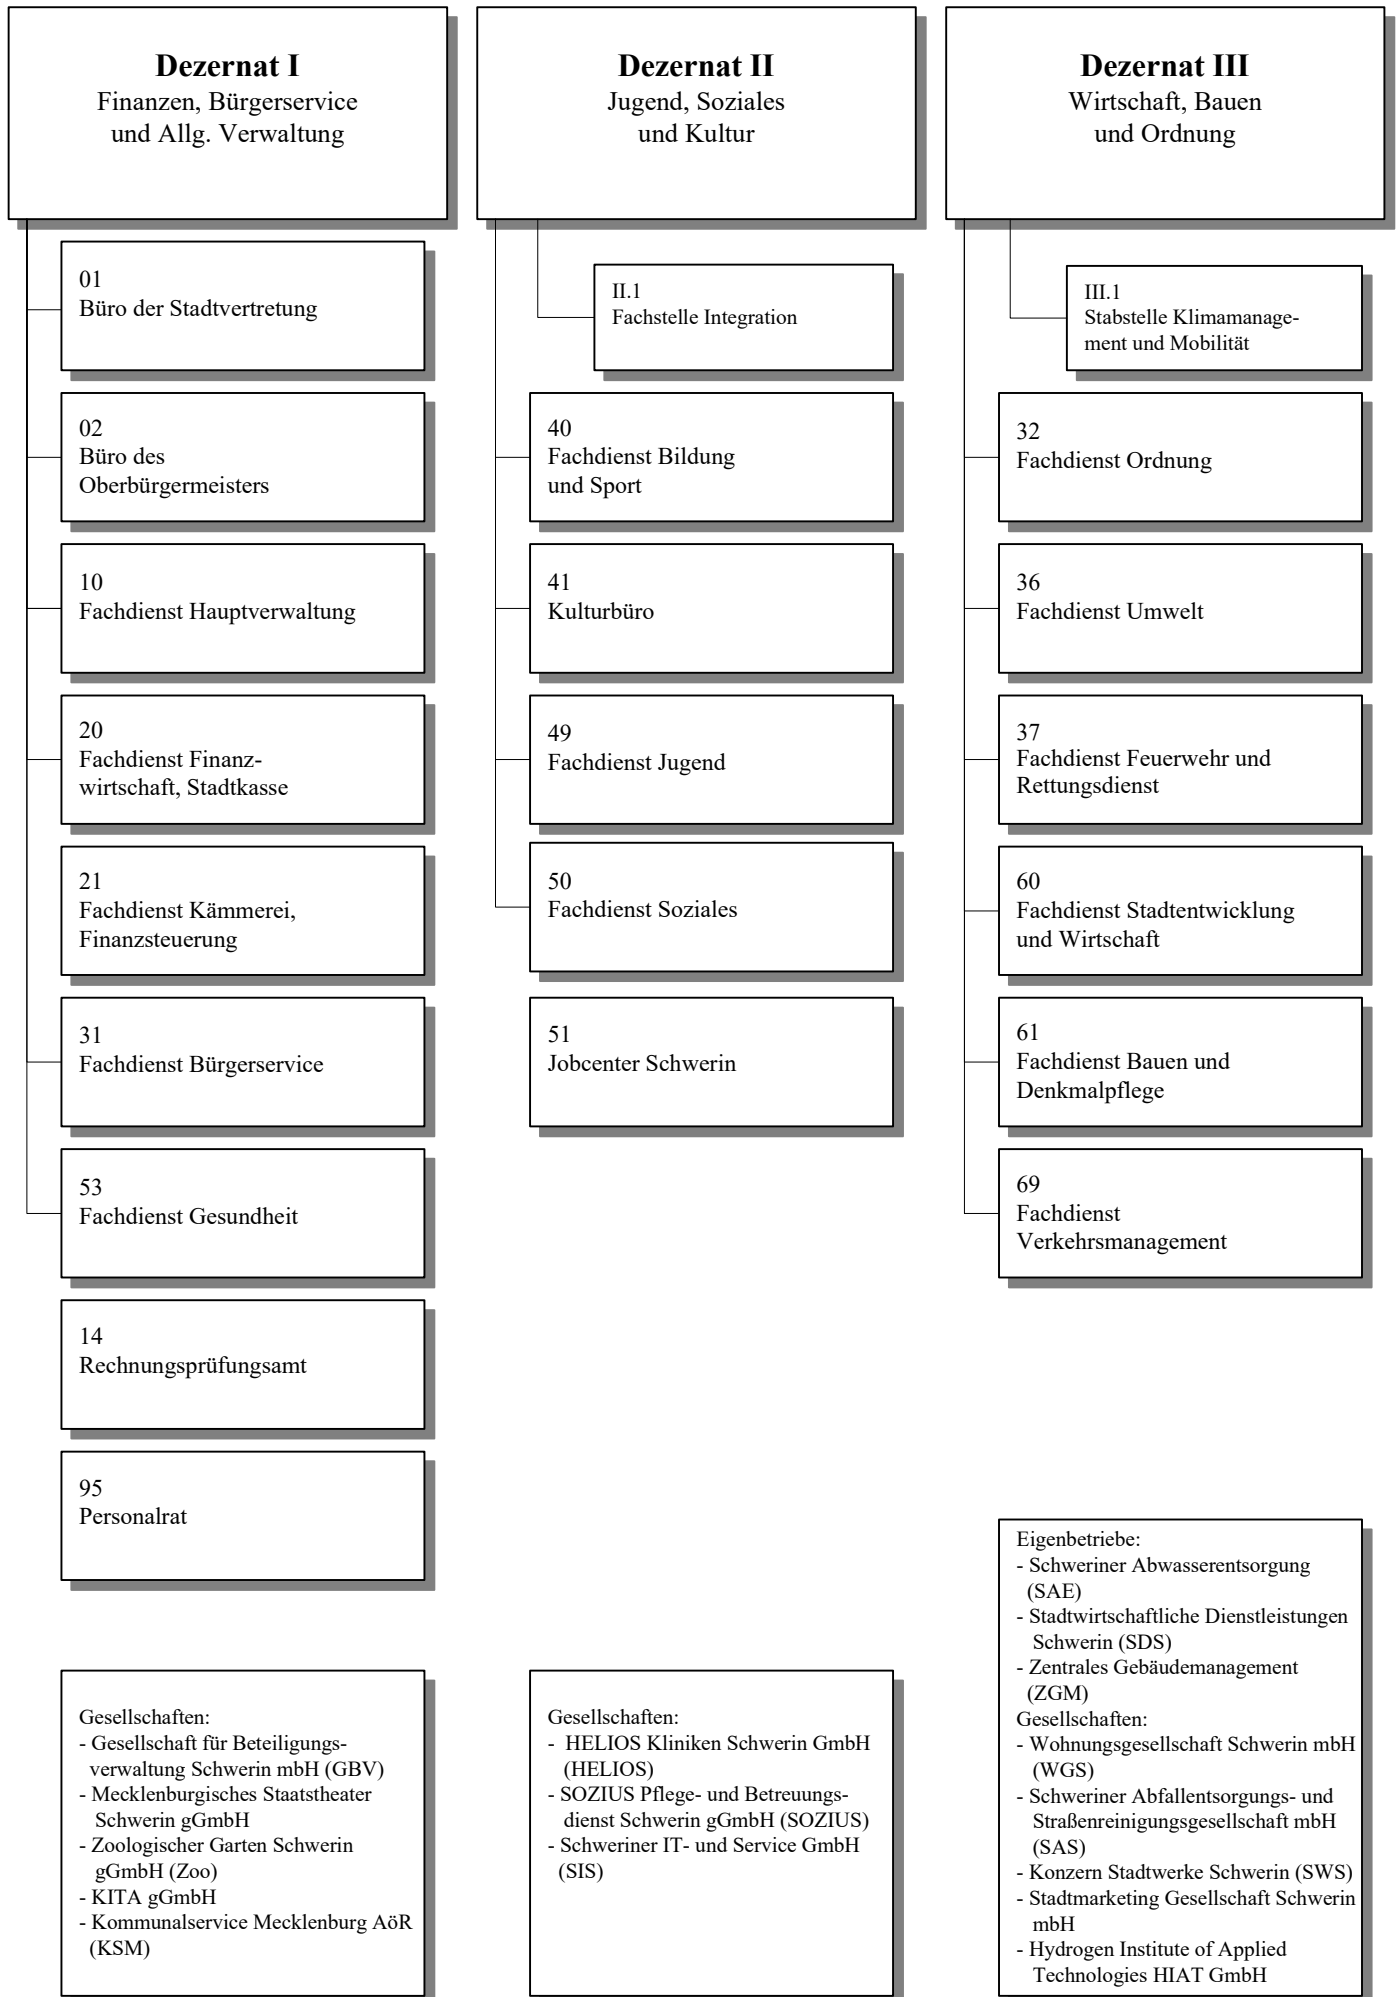 Dezernat I
Finanzen, Bürgerservice
und Allg. Verwaltung
01
Büro der Stadtvertretung
02
Büro des
Oberbürgermeisters
10
Fachdienst Hauptverwaltung
20
Fachdienst Finanz-
wirtschaft, Stadtkasse
21
Fachdienst Kämmerei,
Finanzsteuerung
31
Fachdienst Bürgerservice
53
Fachdienst Gesundheit
14
Rechnungsprüfungsamt
95
Personalrat
Gesellschaften:
- Gesellschaft für Beteiligungs-
verwaltung Schwerin mbH (GBV)
- Mecklenburgisches Staatstheater
Schwerin gGmbH
- Zoologischer Garten Schwerin
gGmbH (Zoo)
- KITA gGmbH
- Kommunalservice Mecklenburg AöR
(KSM)
Dezernat II
Jugend, Soziales
und Kultur
II.1
Fachstelle Integration
40
Fachdienst Bildung
und Sport
41
Kulturbüro
49
Fachdienst Jugend
50
Fachdienst Soziales
51
Jobcenter Schwerin
Gesellschaften:
- HELIOS Kliniken Schwerin GmbH
(HELIOS)
- SOZIUS Pflege- und Betreuungs-
dienst Schwerin gGmbH (SOZIUS)
- Schweriner IT- und Service GmbH
(SIS)
Dezernat III
Wirtschaft, Bauen
und Ordnung
III.1
Stabstelle Klimamanage-
ment und Mobilität
32
Fachdienst Ordnung
36
Fachdienst Umwelt
37
Fachdienst Feuerwehr und
Rettungsdienst
60
Fachdienst Stadtentwicklung
und Wirtschaft
61
Fachdienst Bauen und
Denkmalpflege
69
Fachdienst
Verkehrsmanagement
Eigenbetriebe:
- Schweriner Abwasserentsorgung
(SAE)
- Stadtwirtschaftliche Dienstleistungen
Schwerin (SDS)
- Zentrales Gebäudemanagement
(ZGM)
Gesellschaften:
- Wohnungsgesellschaft Schwerin mbH
(WGS)
- Schweriner Abfallentsorgungs- und
Straßenreinigungsgesellschaft mbH
(SAS)
- Konzern Stadtwerke Schwerin (SWS)
- Stadtmarketing Gesellschaft Schwerin
mbH
- Hydrogen Institute of Applied
Technologies HIAT GmbH